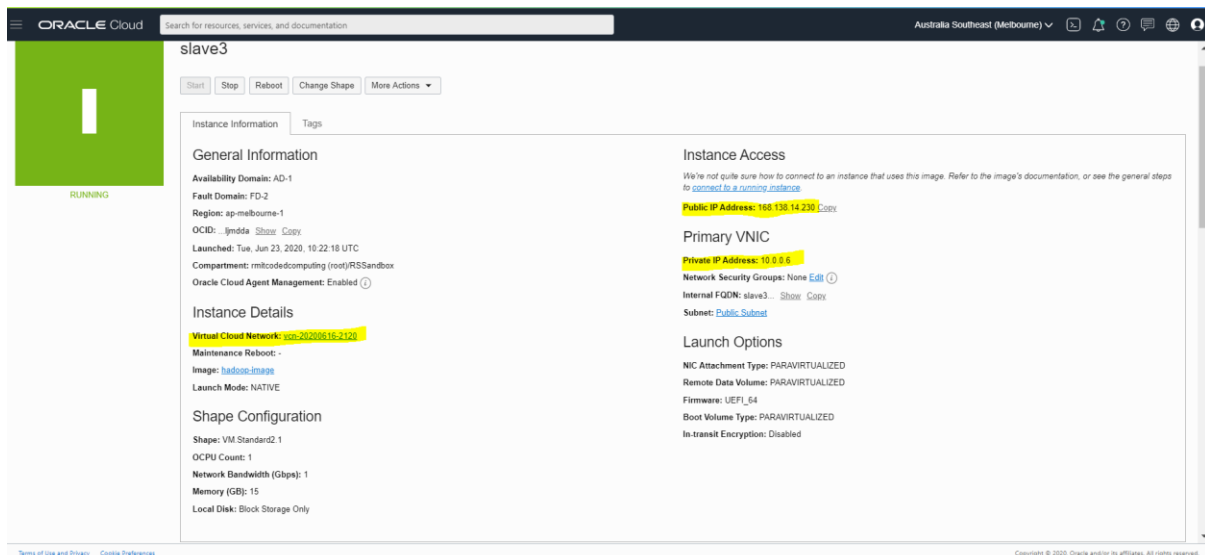 ORACLE Cloud
Search for resources, services, and documentation
Australia Southeast (Melbourne)
slave3
Start Stop Reboot Change Shape More Actions
Instance Information Tags
RUNNING
General Information
Availability Domain: AD-1
Fault Domain: FD-2
Region: ap-melbourne-1
OCID: ...ljmdda Show Copy
Launched: Tue, Jun 23, 2020, 10:22:18 UTC
Compartment: rmitcodedcomputing (root)/RSSandbox
Oracle Cloud Agent Management: Enabled
Instance Details
Virtual Cloud Network: vcn-20200616-2120
Maintenance Reboot: -
Image: hadoop-image
Launch Mode: NATIVE
Shape Configuration
Shape: VM.Standard2.1
OCPU Count: 1
Network Bandwidth (Gbps): 1
Memory (GB): 15
Local Disk: Block Storage Only
Instance Access
We're not quite sure how to connect to an instance that uses this image. Refer to the image's documentation, or see the general steps
to connect to a running instance.
Public IP Address: 168.138.14.230 Copy
Primary VNIC
Private IP Address: 10.0.0.6
Network Security Groups: None Edit
Internal FQDN: slave3... Show Copy
Subnet: Public Subnet
Launch Options
NIC Attachment Type: PARAVIRTUALIZED
Remote Data Volume: PARAVIRTUALIZED
Firmware: UEFI_64
Boot Volume Type: PARAVIRTUALIZED
In-transit Encryption: Disabled
Terms of Use and Privacy Cookie Preferences
Copyright © 2020, Oracle and/or its affiliates. All rights reserved.